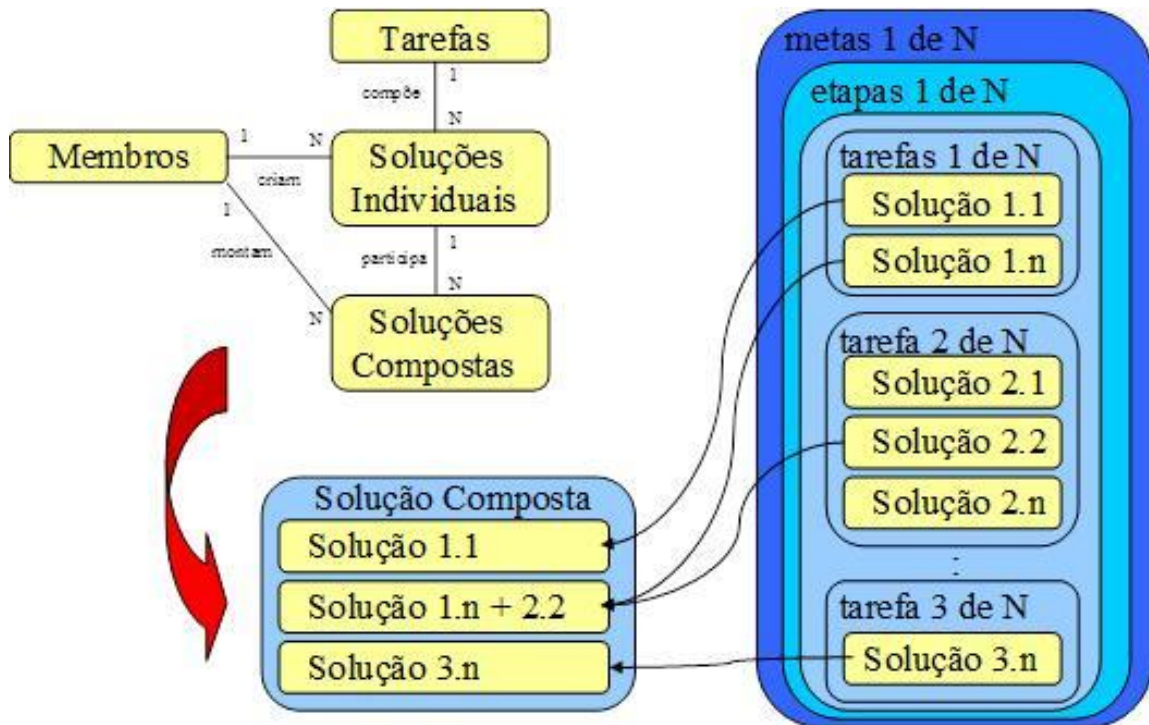 Tarefas
1
compõe
N
Membros
1
N
criam
Soluções
Individuais
1
montam
N
1
participa
N
Soluções
Compostas
Solução Composta
Solução 1.1
Solução 1.n + 2.2
Solução 3.n
metas 1 de N
etapas 1 de N
tarefas 1 de N
Solução 1.1
Solução 1.n
tarefa 2 de N
Solução 2.1
Solução 2.2
Solução 2.n
tarefa 3 de N
Solução 3.n